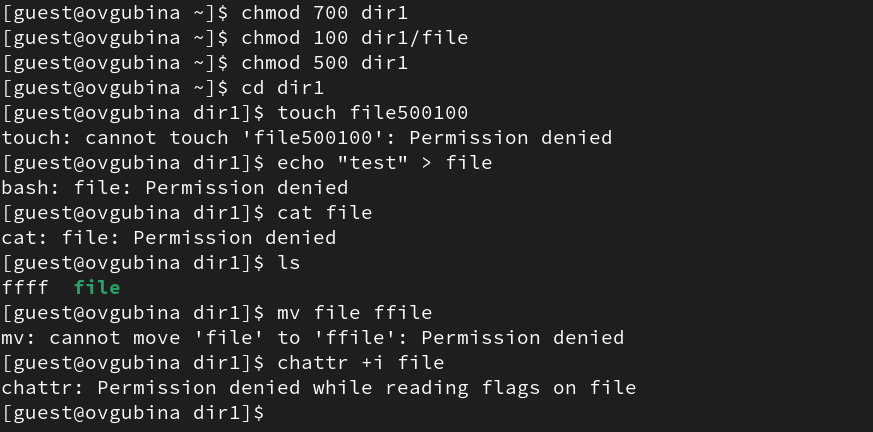 [guest@ovgubina ~]$ chmod 700 dir1
[guest@ovgubina ~]$ chmod 100 dir1/file
[guest@ovgubina ~]$ chmod 500 dir1
[guest@ovgubina ~]$ cd dir1
[guest@ovgubina dir1]$ touch file500100
touch: cannot touch 'file500100': Permission denied
[guest@ovgubina dir1]$ echo "test" > file
bash: file: Permission denied
[guest@ovgubina dir1]$ cat file
cat: file: Permission denied
[guest@ovgubina dir1]$ ls
ffff  file
[guest@ovgubina dir1]$ mv file ffile
mv: cannot move 'file' to 'ffile': Permission denied
[guest@ovgubina dir1]$ chattr +i file
chattr: Permission denied while reading flags on file
[guest@ovgubina dir1]$